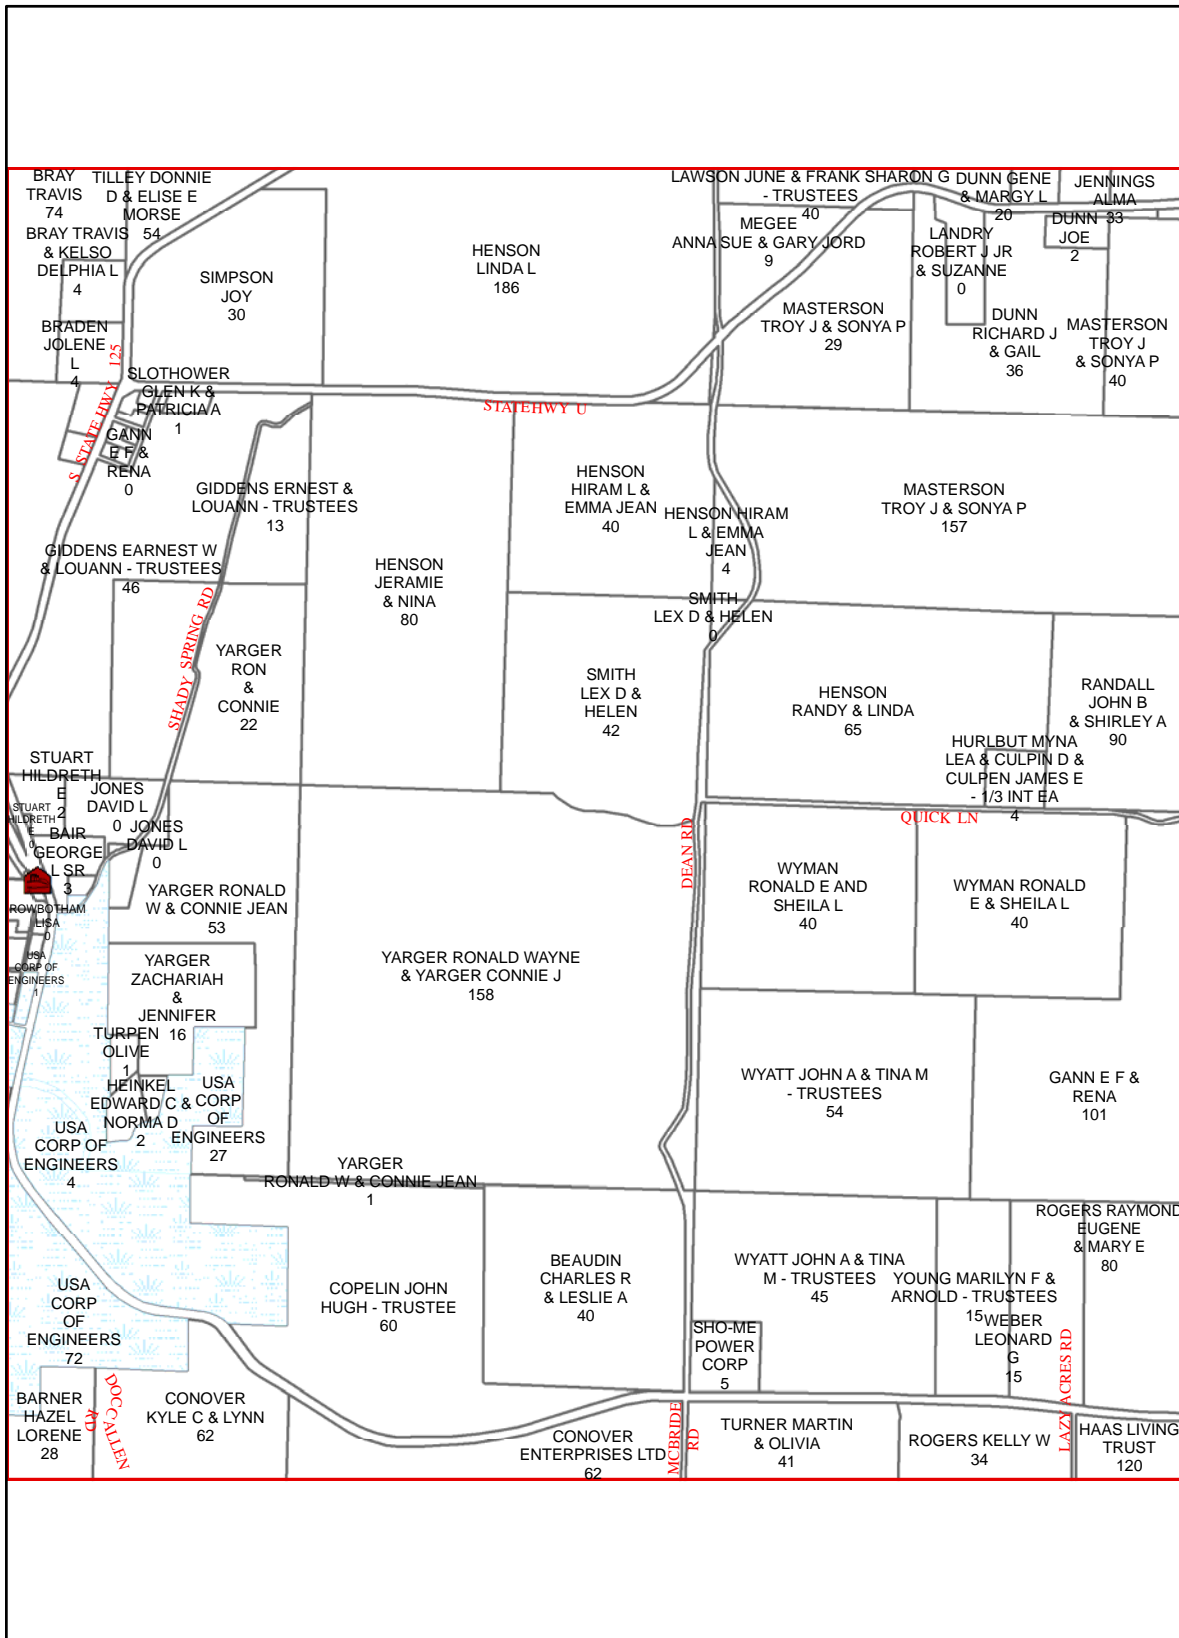 BRAY
TRAVIS
74
TILLEY DONNIE
D & ELISE E
MORSE
54
BRAY TRAVIS
& KELSO
DELPHIA L
4
BRADEN
JOLENE
L
4
S STATE HWY 125
SIMPSON
JOY
30
HENSON
LINDA L
186
LAWSON JUNE & FRANK SHARON G
- TRUSTEES
40
MEGEE
ANNA SUE & GARY JORD
9
DUNN GENE
& MARGY L
20
JENNINGS
ALMA
33
DUNN
JOE
2
LANDRY
ROBERT J JR
& SUZANNE
0
MASTERSON
TROY J & SONYA P
29
DUNN
RICHARD J
& GAIL
36
MASTERSON
TROY J
& SONYA P
40
SLOTHOWER
GLEN K &
PATRICIA A
1
STATEHWY U
GANN
E F &
RENA
0
GIDDENS ERNEST &
LOUANN - TRUSTEES
13
HENSON
HIRAM L &
EMMA JEAN
40
HENSON HIRAM
L & EMMA
JEAN
4
MASTERSON
TROY J & SONYA P
157
GIDDENS EARNEST W
& LOUANN - TRUSTEES
46
HENSON
JERAMIE
& NINA
80
SMITH
LEX D & HELEN
0
SHADY SPRING RD
YARGER
RON
&
CONNIE
22
SMITH
LEX D &
HELEN
42
HENSON
RANDY & LINDA
65
RANDALL
JOHN B
& SHIRLEY A
90
HURLBUT MYNA
LEA & CULPIN D &
CULPEN JAMES E
- 1/3 INT EA
4
STUART
HILDRETH
E
2
STUART
HILDRETH
E
0
JONES
DAVID L
0
JONES
DAVID L
0
BAIR
GEORGE
L SR
3
QUICK LN
DEAN RD
ROWBOTHAM
LISA
0
YARGER RONALD
W & CONNIE JEAN
53
WYMAN
RONALD E AND
SHEILA L
40
WYMAN RONALD
E & SHEILA L
40
USA
CORP OF
ENGINEERS
1
YARGER
ZACHARIAH
&
JENNIFER
16
YARGER RONALD WAYNE
& YARGER CONNIE J
158
TURPEN
OLIVE
1
HEINKEL
EDWARD C &
NORMA D
2
USA
CORP
OF
ENGINEERS
27
WYATT JOHN A & TINA M
- TRUSTEES
54
GANN E F &
RENA
101
USA
CORP OF
ENGINEERS
4
YARGER
RONALD W & CONNIE JEAN
1
ROGERS RAYMOND
EUGENE
& MARY E
80
USA
CORP
OF
ENGINEERS
72
COPELIN JOHN
HUGH - TRUSTEE
60
BEAUDIN
CHARLES R
& LESLIE A
40
WYATT JOHN A & TINA
M - TRUSTEES
45
YOUNG MARILYN F &
ARNOLD - TRUSTEES
15
WEBER
LEONARD
G
15
SHO-ME
POWER
CORP
5
LAZY ACRES RD
BARNER
HAZEL
LORENE
28
DOC CALLEN
RD
CONOVER
KYLE C & LYNN
62
CONOVER
ENTERPRISES LTD
62
MCBRIDE
RD
TURNER MARTIN
& OLIVIA
41
ROGERS KELLY W
34
HAAS LIVING
TRUST
120